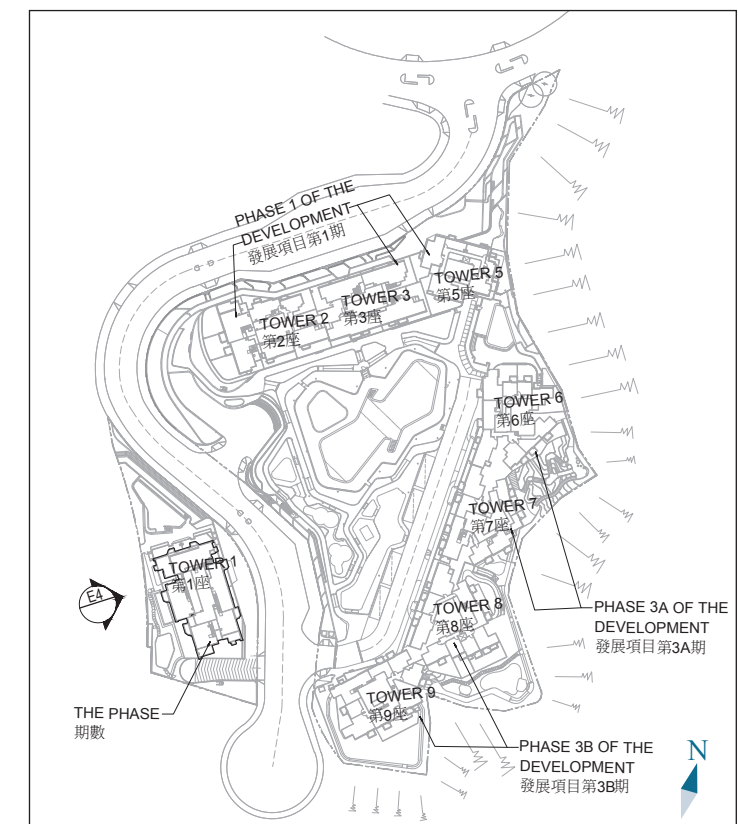 PHASE 1 OF THE
DEVELOPMENT
發展項目第1期
TOWER 5
第5座
TOWER 3
第3座
TOWER 2
第2座
TOWER 6
第6座
TOWER 7
第7座
TOWER 1
第1座
E4
TOWER 8
第8座
PHASE 3A OF THE
DEVELOPMENT
發展項目第3A期
TOWER 9
第9座
THE PHASE
期數
PHASE 3B OF THE
DEVELOPMENT
發展項目第3B期
N